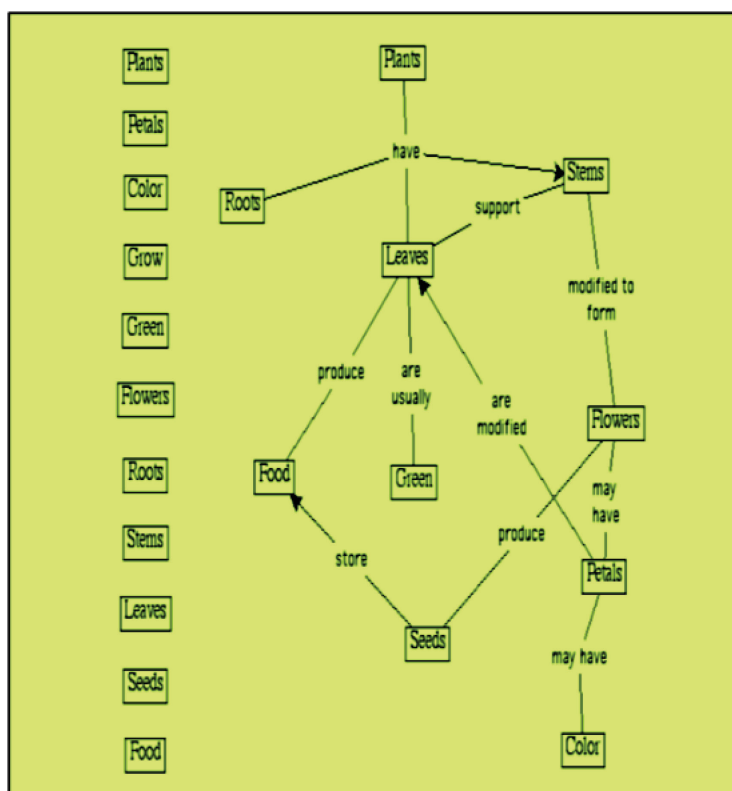 Plants
Petals
Color
Grow
Green
Flowers
Roots
Stems
Leaves
Seeds
Food
Plants
have
Roots
Stems
support
Leaves
modified to
form
produce
are
usually
are
modified
Flowers
Food
Green
may
have
produce
store
Petals
Seeds
may have
Color